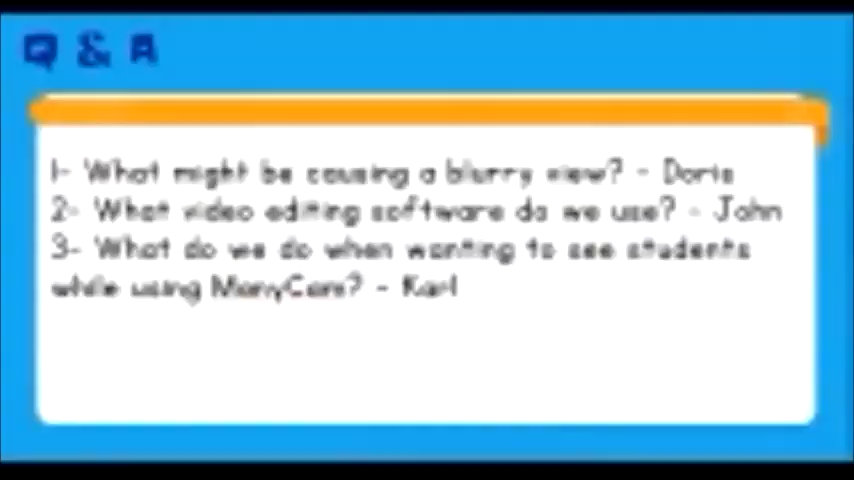 Q & A
1- What might be causing a blurry view? - Doris
2- What video editing software do we use? - John
3- What do we do when wanting to see students
while using ManyCam? - Karl